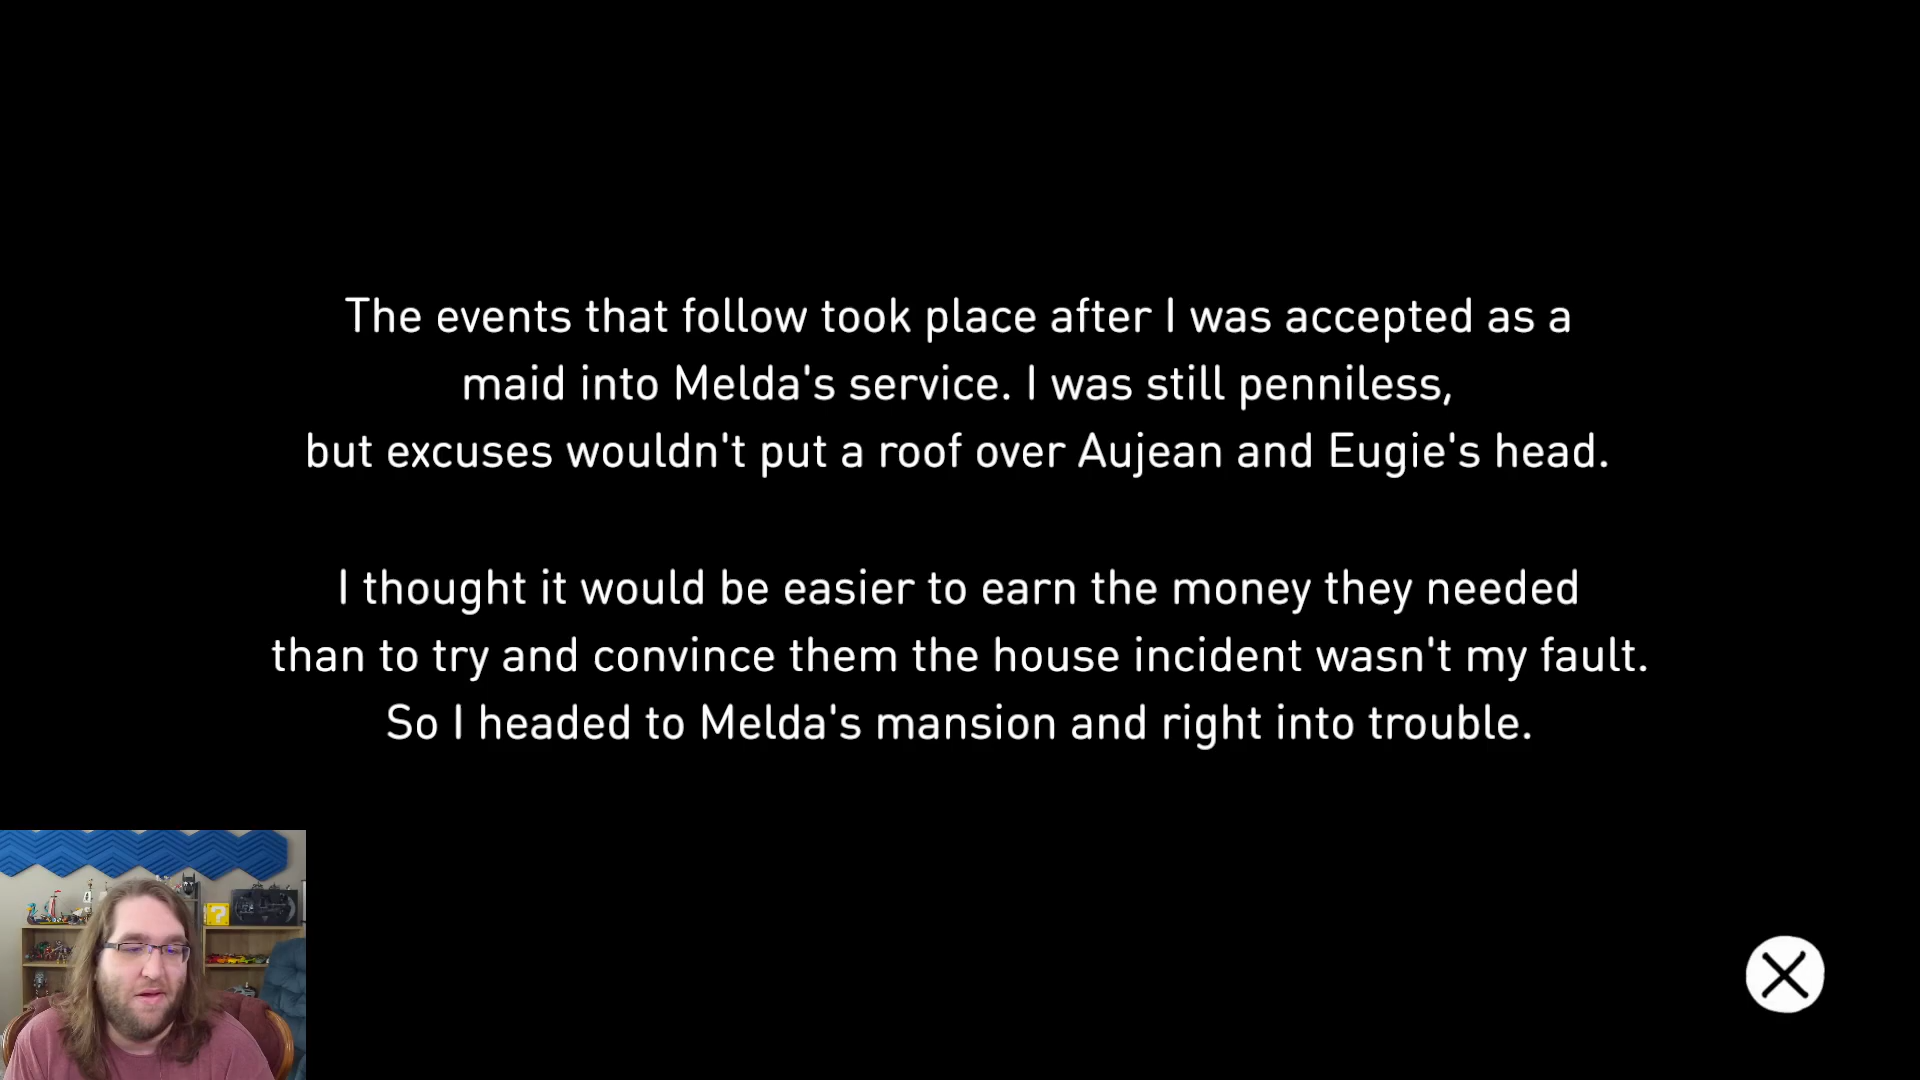 The events that follow took place after I was accepted as a
maid into Melda's service. I was still penniless,
but excuses wouldn't put a roof over Aujean and Eugie's head.
I thought it would be easier to earn the money they needed
than to try and convince them the house incident wasn't my fault.
So I headed to Melda's mansion and right into trouble.
?